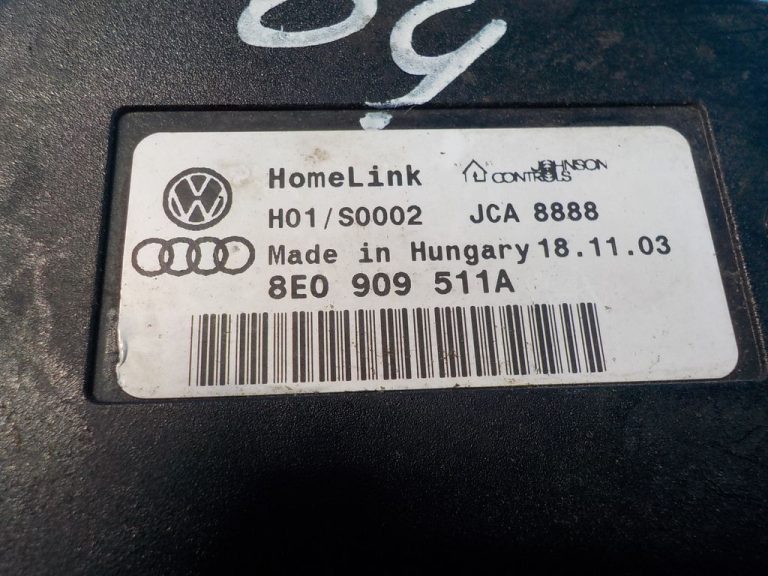 HomeLink JOHNSON CONTROLS
H01/S0002 JCA 8888
Made in Hungary 18.11.03
8E0 909 511A